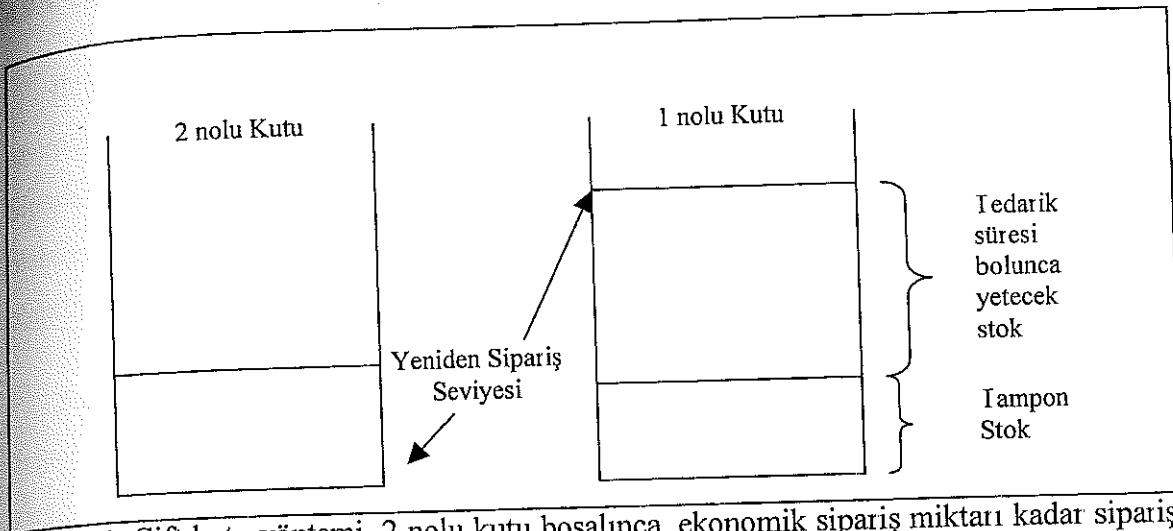 2 nolu Kutu
1 nolu Kutu
Yeniden Sipariş
Seviyesi
Tedarik
süresi
bolunca
yetecek
stok
Tampon
Stok
yöntemi, 2 nolu kutu boşalınca, ekonomik sipariş miktarı kadar sipariş